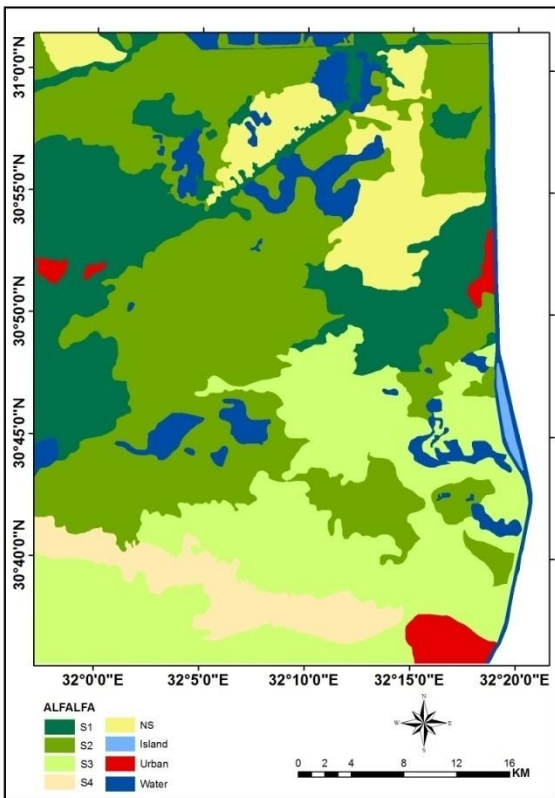 31°0'0"N
30°55'0"N
30°50'0"N
30°45'0"N
30°40'0"N
32°0'0"E 32°5'0"E 32°10'0"E 32°15'0"E 32°20'0"E
ALFALFA
S1 NS
S2 Island
S3 Urban
S4 Water
N
W E
S
0 2 4 8 12 16
KM